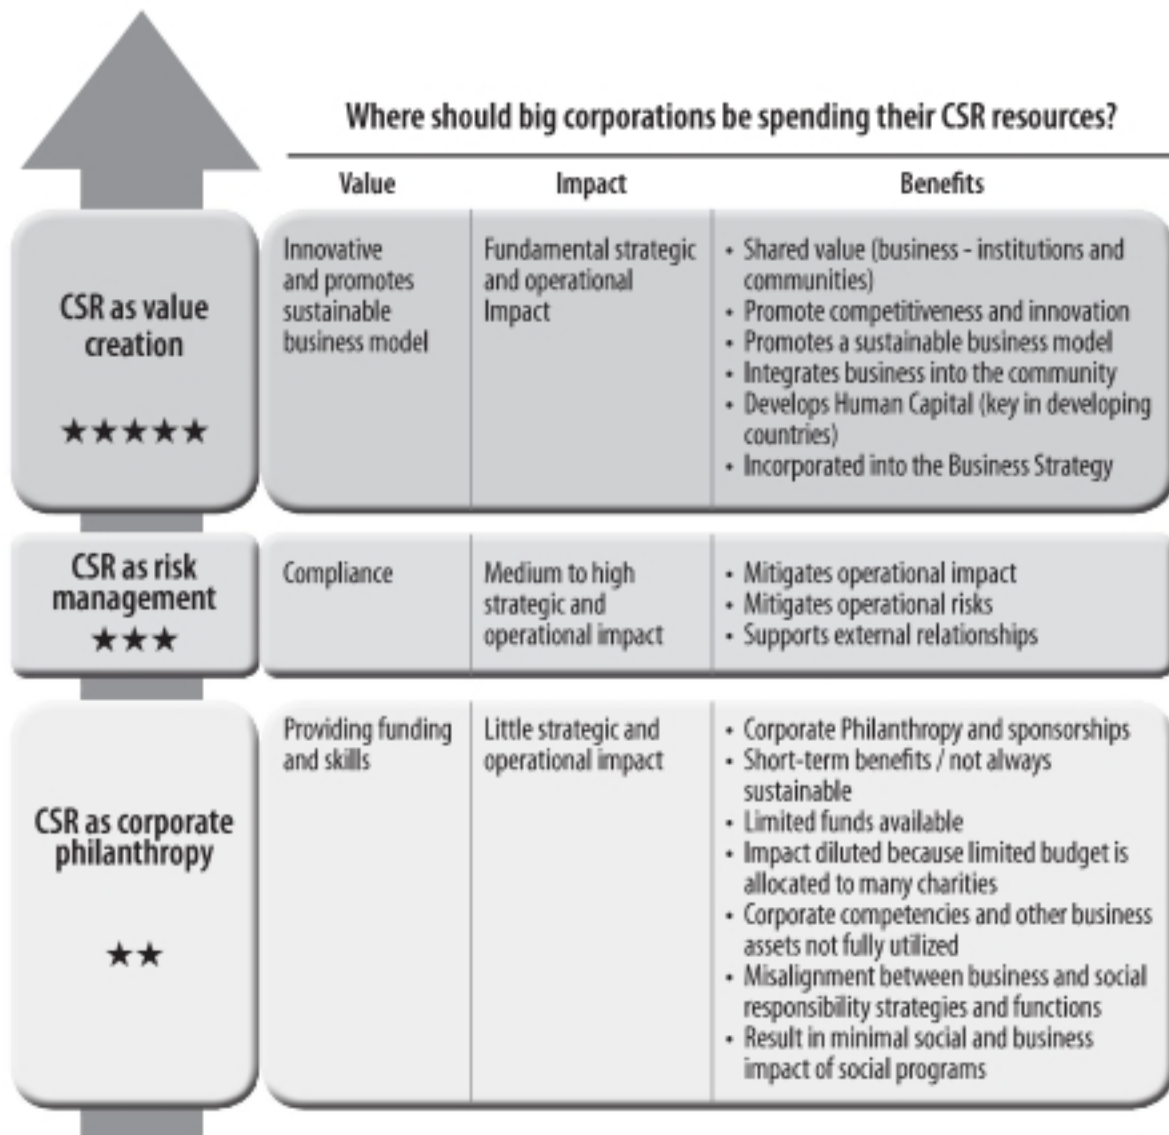 Where should big corporations be spending their CSR resources?
Value
Impact
Benefits
CSR as value
creation
★★★★★
Innovative
and promotes
sustainable
business model
Fundamental strategic
and operational
Impact
• Shared value (business - institutions and
communities)
• Promote competitiveness and innovation
• Promotes a sustainable business model
• Integrates business into the community
• Develops Human Capital (key in developing
countries)
• Incorporated into the Business Strategy
CSR as risk
management
★★★
Compliance
Medium to high
strategic and
operational impact
• Mitigates operational impact
• Mitigates operational risks
• Supports external relationships
CSR as corporate
philanthropy
★★
Providing funding
and skills
Little strategic and
operational impact
• Corporate Philanthropy and sponsorships
• Short-term benefits / not always
sustainable
• Limited funds available
• Impact diluted because limited budget is
allocated to many charities
• Corporate competencies and other business
assets not fully utilized
• Misalignment between business and social
responsibility strategies and functions
• Result in minimal social and business
impact of social programs